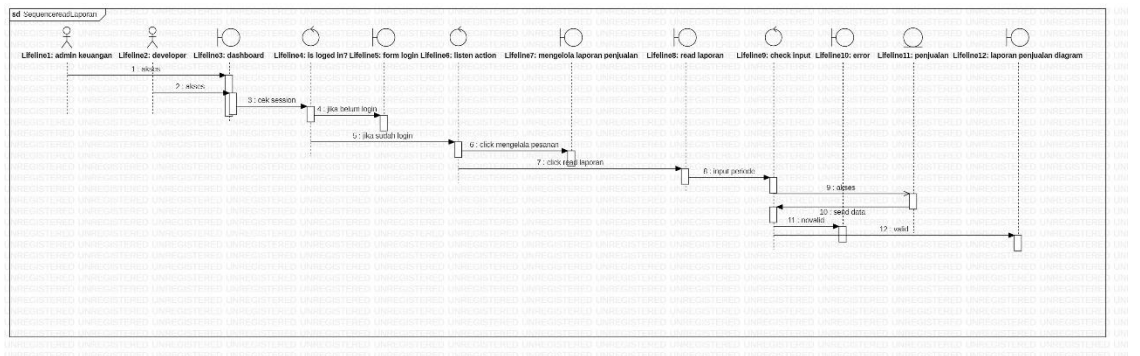 sd SequencereadLaporan
Lifeline1: admin keuangan
Lifeline2: developer
Lifeline3: dashboard
Lifeline4: is loged in?
Lifeline5: form login
Lifeline6: listen action
Lifeline7: mengelola laporan penjualan
Lifeline8: read laporan
Lifeline9: check input
Lifeline10: error
Lifeline11: penjualan
Lifeline12: laporan penjualan diagram
1 : akses
2 : akses
3 : cek session
4 : jika belum login
5 : jika sudah login
6 : click mengelala pesanan
7 : click read laporan
8 : input periode
9 : akses
10 : send data
11 : novalid
12 : valid
UNREGISTERED